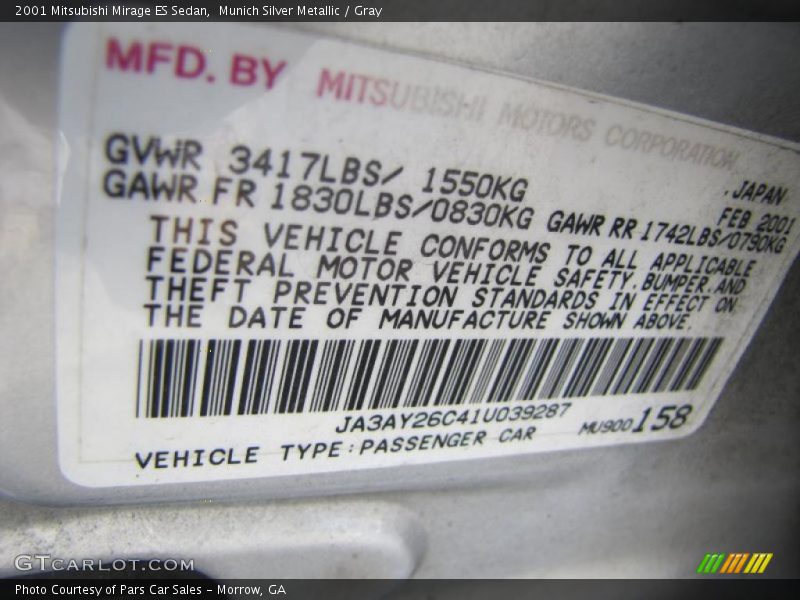 2001 Mitsubishi Mirage ES Sedan,  Munich Silver Metallic / Gray
MFD. BY MITSUBISHI MOTORS CORPORATION
.JAPAN
GVWR 3417LBS/ 1550KG
FEB 2001
GAWR FR 1830LBS/0830KG GAWR RR 1742LBS/0790KG
THIS VEHICLE CONFORMS TO ALL APPLICABLE
FEDERAL MOTOR VEHICLE SAFETY.BUMPER.AND
THEFT PREVENTION STANDARDS IN EFFECT ON
THE DATE OF MANUFACTURE SHOWN ABOVE.
JA3AY26C41U039287
VEHICLE TYPE:PASSENGER CAR MU900158
GTCARLOT.COM
Photo Courtesy of Pars Car Sales – Morrow, GA